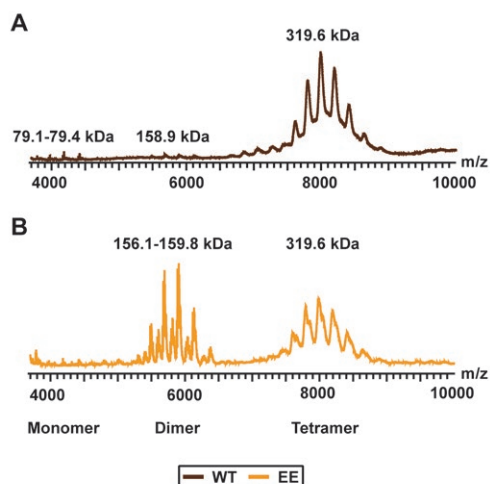 A
319.6 kDa
79.1-79.4 kDa 158.9 kDa
m/z
4000 6000 8000 10000
B
156.1-159.8 kDa 319.6 kDa
m/z
4000 6000 8000 10000
Monomer Dimer Tetramer
WT EE